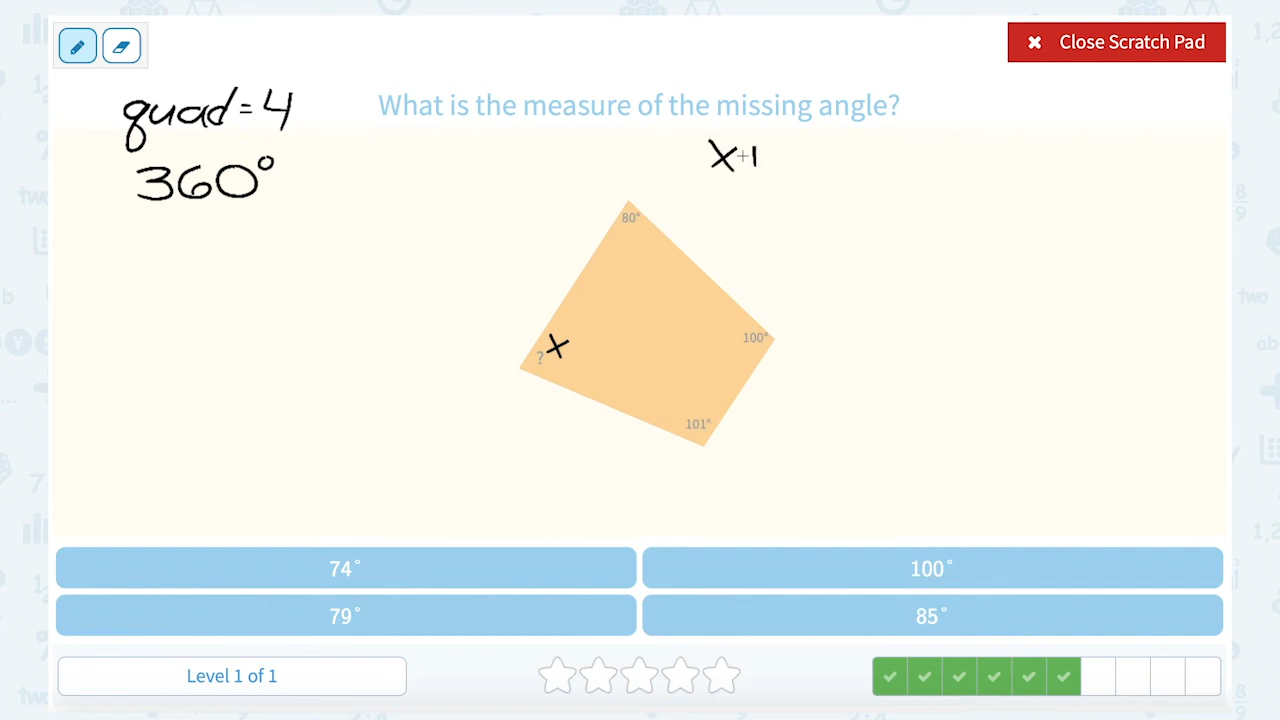 Close Scratch Pad
quad = 4
What is the measure of the missing angle?
360°
x+1
80°
100°
? x
101°
74°
100°
79°
85°
Level 1 of 1